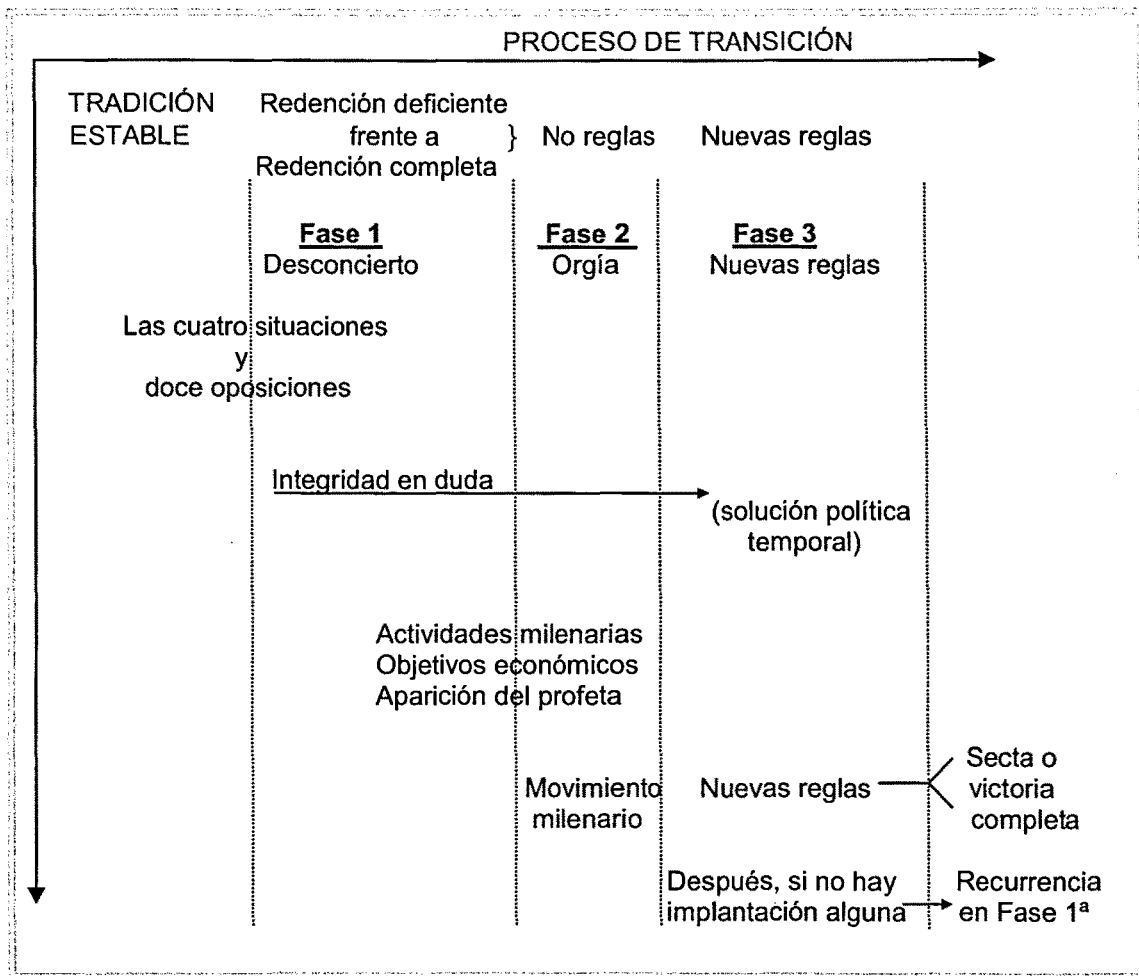 PROCESO DE TRANSICIÓN
TRADICIÓN
ESTABLE
Redención deficiente
frente a
Redención completa
}
No reglas
Nuevas reglas
Fase 1
Desconcierto
Fase 2
Orgía
Fase 3
Nuevas reglas
Las cuatro situaciones
y
doce oposiciones
Integridad en duda
(solución política
temporal)
Actividades milenarias
Objetivos económicos
Aparición del profeta
Movimiento
milenario
Nuevas reglas
Secta o
victoria
completa
Después, si no hay
implantación alguna
Recurrencia
en Fase 1ª